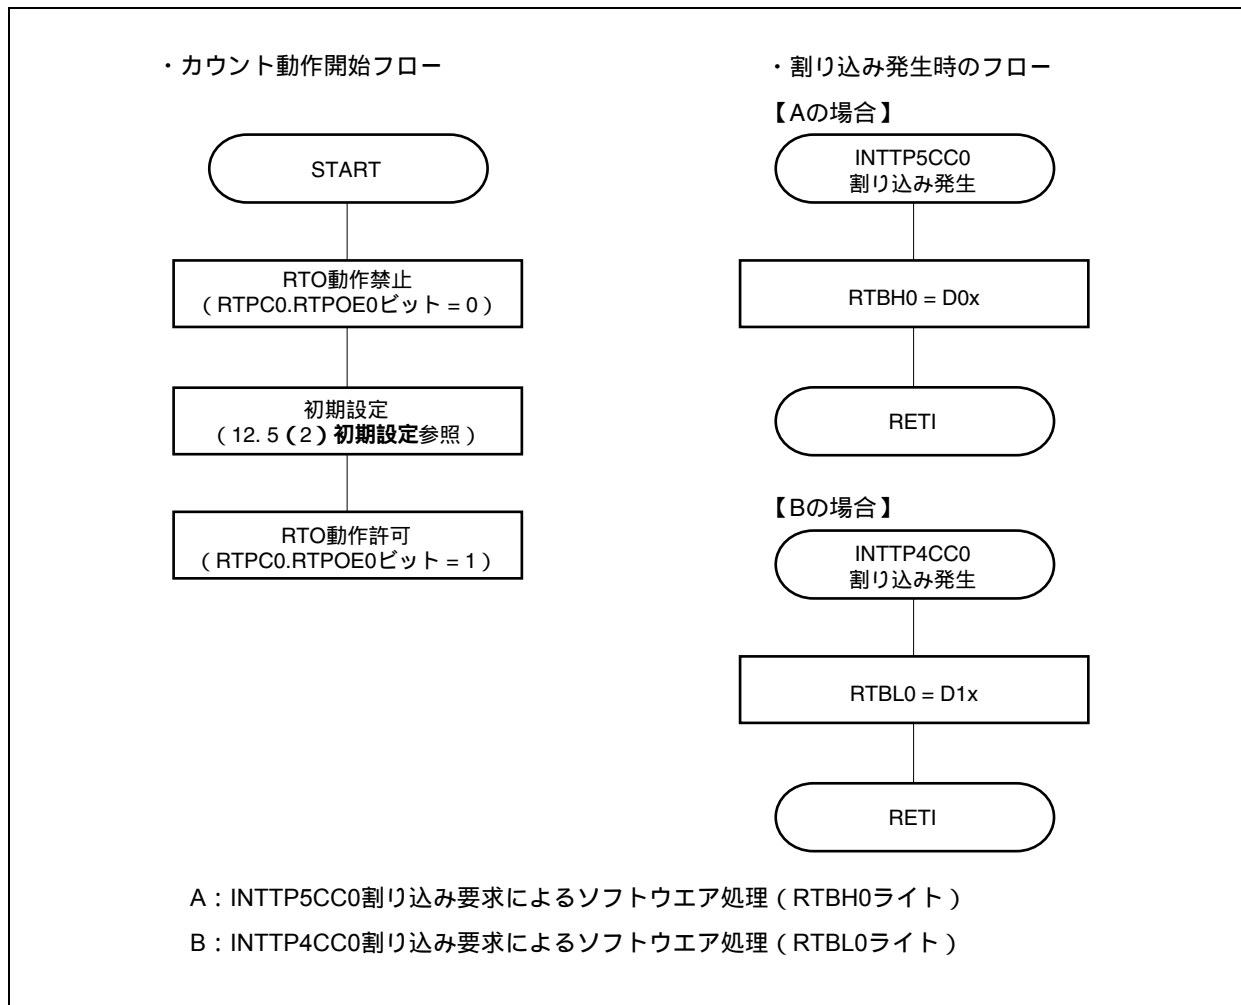 ・カウント動作開始フロー
START
RTO動作禁止
（RTPC0.RTPOE0ビット = 0）
初期設定
（12. 5（2）初期設定参照）
RTO動作許可
（RTPC0.RTPOE0ビット = 1）
・割り込み発生時のフロー
【Aの場合】
INTTP5CC0
割り込み発生
RTBH0 = D0x
RETI
【Bの場合】
INTTP4CC0
割り込み発生
RTBL0 = D1x
RETI
A：INTTP5CC0割り込み要求によるソフトウエア処理（RTBH0ライト）
B：INTTP4CC0割り込み要求によるソフトウエア処理（RTBL0ライト）